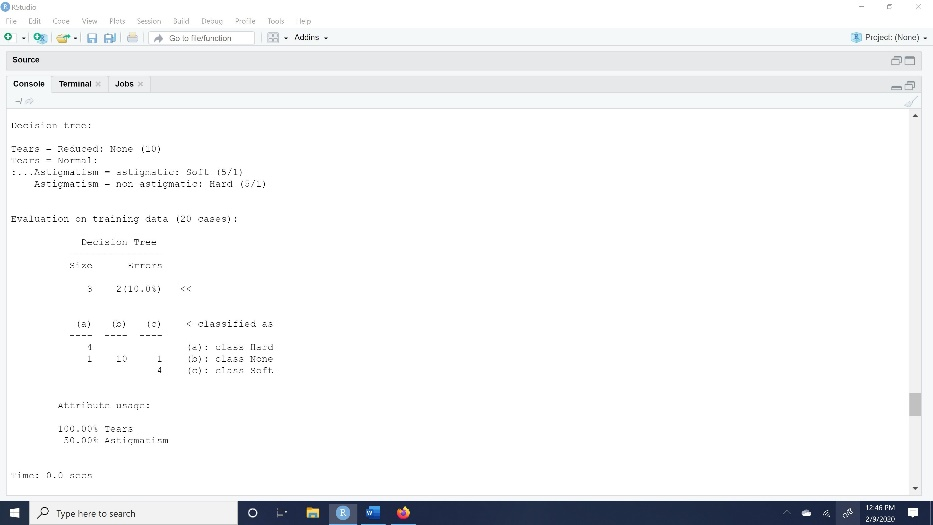 RStudio
File Edit Code View Plots Session Build Debug Profile Tools Help
Go to file/function Addins Project: (None)
Source
Console Terminal Jobs
~/
Decision tree:
Tears = Reduced: None (10)
Tears = Normal:
:...Astigmatism = astigmatic: Soft (5/1)
Astigmatism = non astigmatic: Hard (5/1)
Evaluation on training data (20 cases):
Decision Tree
Size Errors
3 2(10.0%) <<
(a) (b) (c) < classified as
---- ---- ----
4 (a): class Hard
1 10 1 (b): class None
4 (c): class Soft
Attribute usage:
100.00% Tears
50.00% Astigmatism
Time: 0.0 secs
Type here to search
12:46 PM
2/9/2020